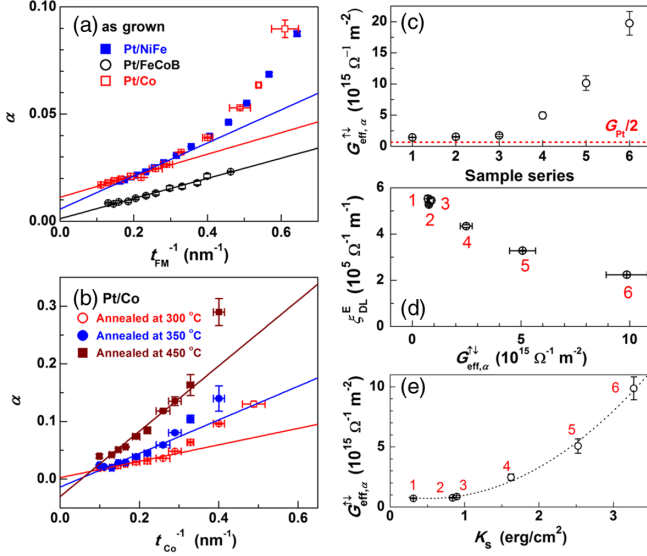 (a) as grown
Pt/NiFe
Pt/FeCoB
Pt/Co
0.10
0.05
0.00
α
0.0 0.2 0.4 0.6
t_FM^-1 (nm^-1)
(b) Pt/Co
Annealed at 300 °C
Annealed at 350 °C
Annealed at 450 °C
0.3
0.2
0.1
0.0
α
0.0 0.2 0.4 0.6
t_Co^-1 (nm^-1)
(c)
20
15
10
5
0
G^↑↓_eff,α (10^15 Ω^-1 m^-2)
G_Pt/2
1 2 3 4 5 6
Sample series
6
4
2
0
ξ^E_DL (10^5 Ω^-1 m^-1)
1
2
3
4
5
6
(d)
0 5 10
G^↑↓_eff,α (10^15 Ω^-1 m^-2)
(e)
10
5
0
G^↑↓_eff,α (10^15 Ω^-1 m^-2)
1
2
3
4
5
6
0 1 2 3
K_s (erg/cm^2)